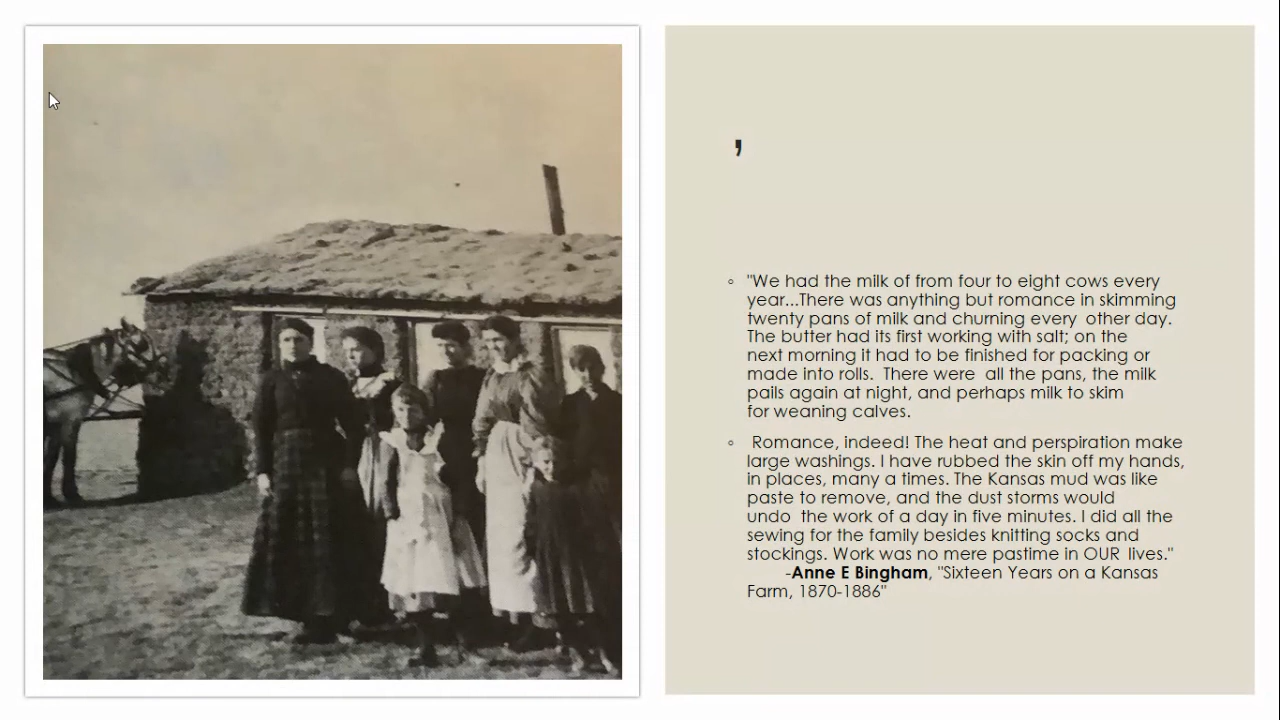 ,
◦ "We had the milk of from four to eight cows every
year...There was anything but romance in skimming
twenty pans of milk and churning every  other day.
The butter had its first working with salt; on the
next morning it had to be finished for packing or
made into rolls.  There were  all the pans, the milk
pails again at night, and perhaps milk to skim
for weaning calves.
◦  Romance, indeed! The heat and perspiration make
large washings. I have rubbed the skin off my hands,
in places, many a times. The Kansas mud was like
paste to remove, and the dust storms would
undo  the work of a day in five minutes. I did all the
sewing for the family besides knitting socks and
stockings. Work was no mere pastime in OUR  lives."
-Anne E Bingham, "Sixteen Years on a Kansas
Farm, 1870-1886"